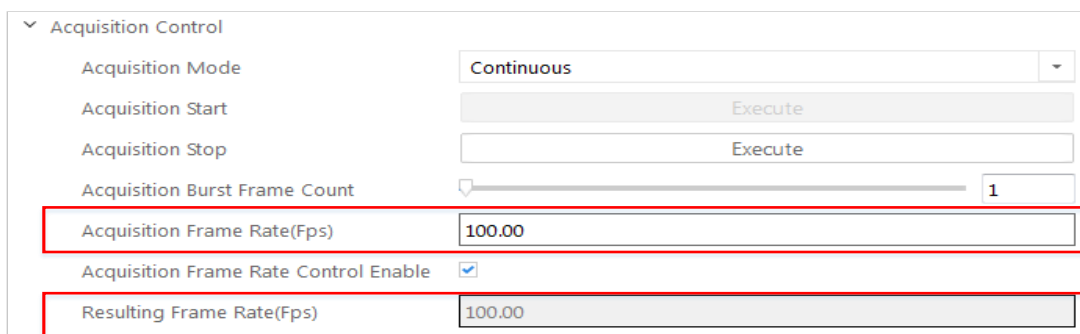 Acquisition Control
Acquisition Mode Continuous
Acquisition Start Execute
Acquisition Stop Execute
Acquisition Burst Frame Count 1
Acquisition Frame Rate(Fps) 100.00
Acquisition Frame Rate Control Enable
Resulting Frame Rate(Fps) 100.00